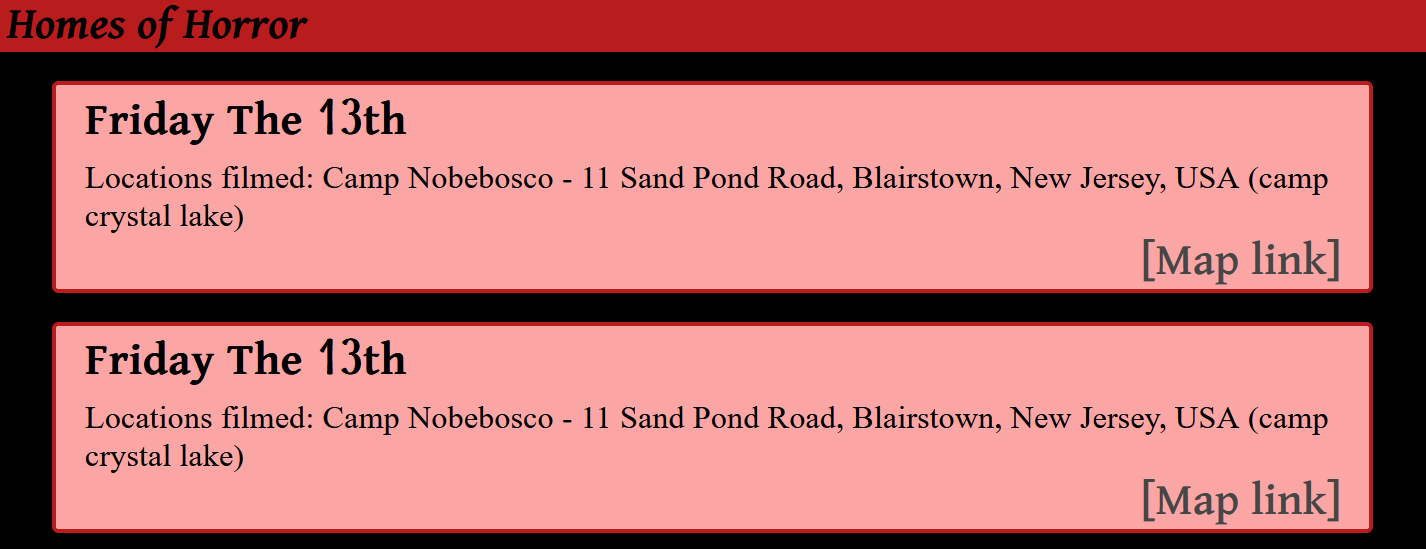 Homes of Horror
Friday The 13th
Locations filmed: Camp Nobebosco - 11 Sand Pond Road, Blairstown, New Jersey, USA (camp
crystal lake)
[Map link]
Friday The 13th
Locations filmed: Camp Nobebosco - 11 Sand Pond Road, Blairstown, New Jersey, USA (camp
crystal lake)
[Map link]